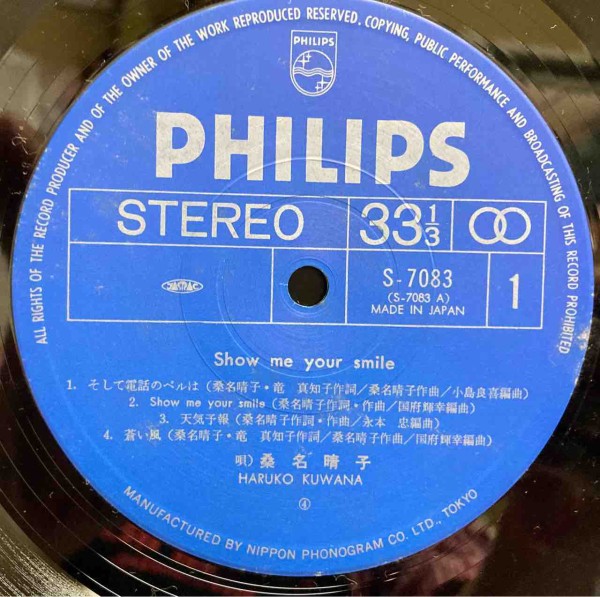 ALL RIGHTS OF THE RECORD PRODUCER AND OF THE OWNER OF THE WORK REPRODUCED RESERVED. COPYING, PUBLIC PERFORMANCE AND BROADCASTING OF THIS RECORD PROHIBITED
PHILIPS
PHILIPS
STEREO 33 1/3
S-7083
(S-7083 A)
MADE IN JAPAN
1
JASRAC
Show me your smile
1. そして電話のベルは(桑名晴子・竜 真知子作詞/桑名晴子作曲/小島良喜編曲)
2. Show me your smile(桑名晴子作詞・作曲/国府輝幸編曲)
3. 天気予報(桑名晴子作詞・作曲/永本 忠編曲)
4. 蒼い風(桑名晴子・竜 真知子作詞/桑名晴子作曲/国府輝幸編曲)
唄)桑名晴子
HARUKO KUWANA
④
MANUFACTURED BY NIPPON PHONOGRAM CO. LTD., TOKYO